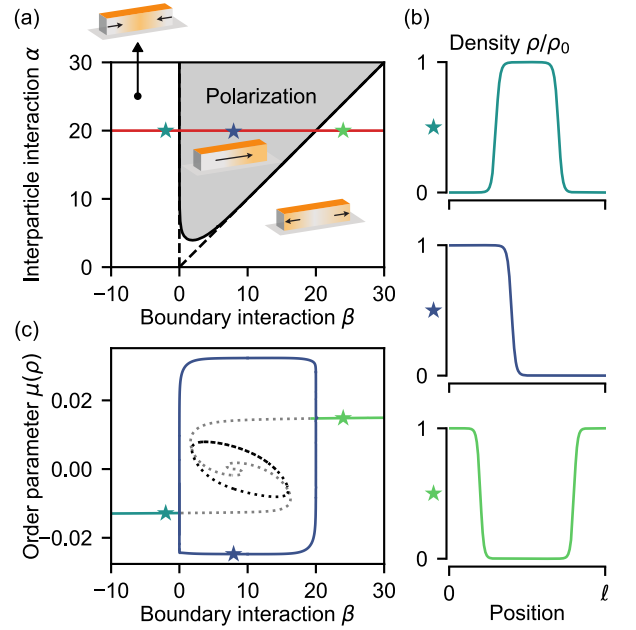 (a)
Interparticle interaction α
30
20
10
0
Polarization
−10
0
10
20
30
Boundary interaction β
(b)
Density ρ/ρ0
1
0
1
0
1
0
0
ℓ
Position
(c)
Order parameter μ(ρ)
0.02
0.00
−0.02
−10
0
10
20
30
Boundary interaction β